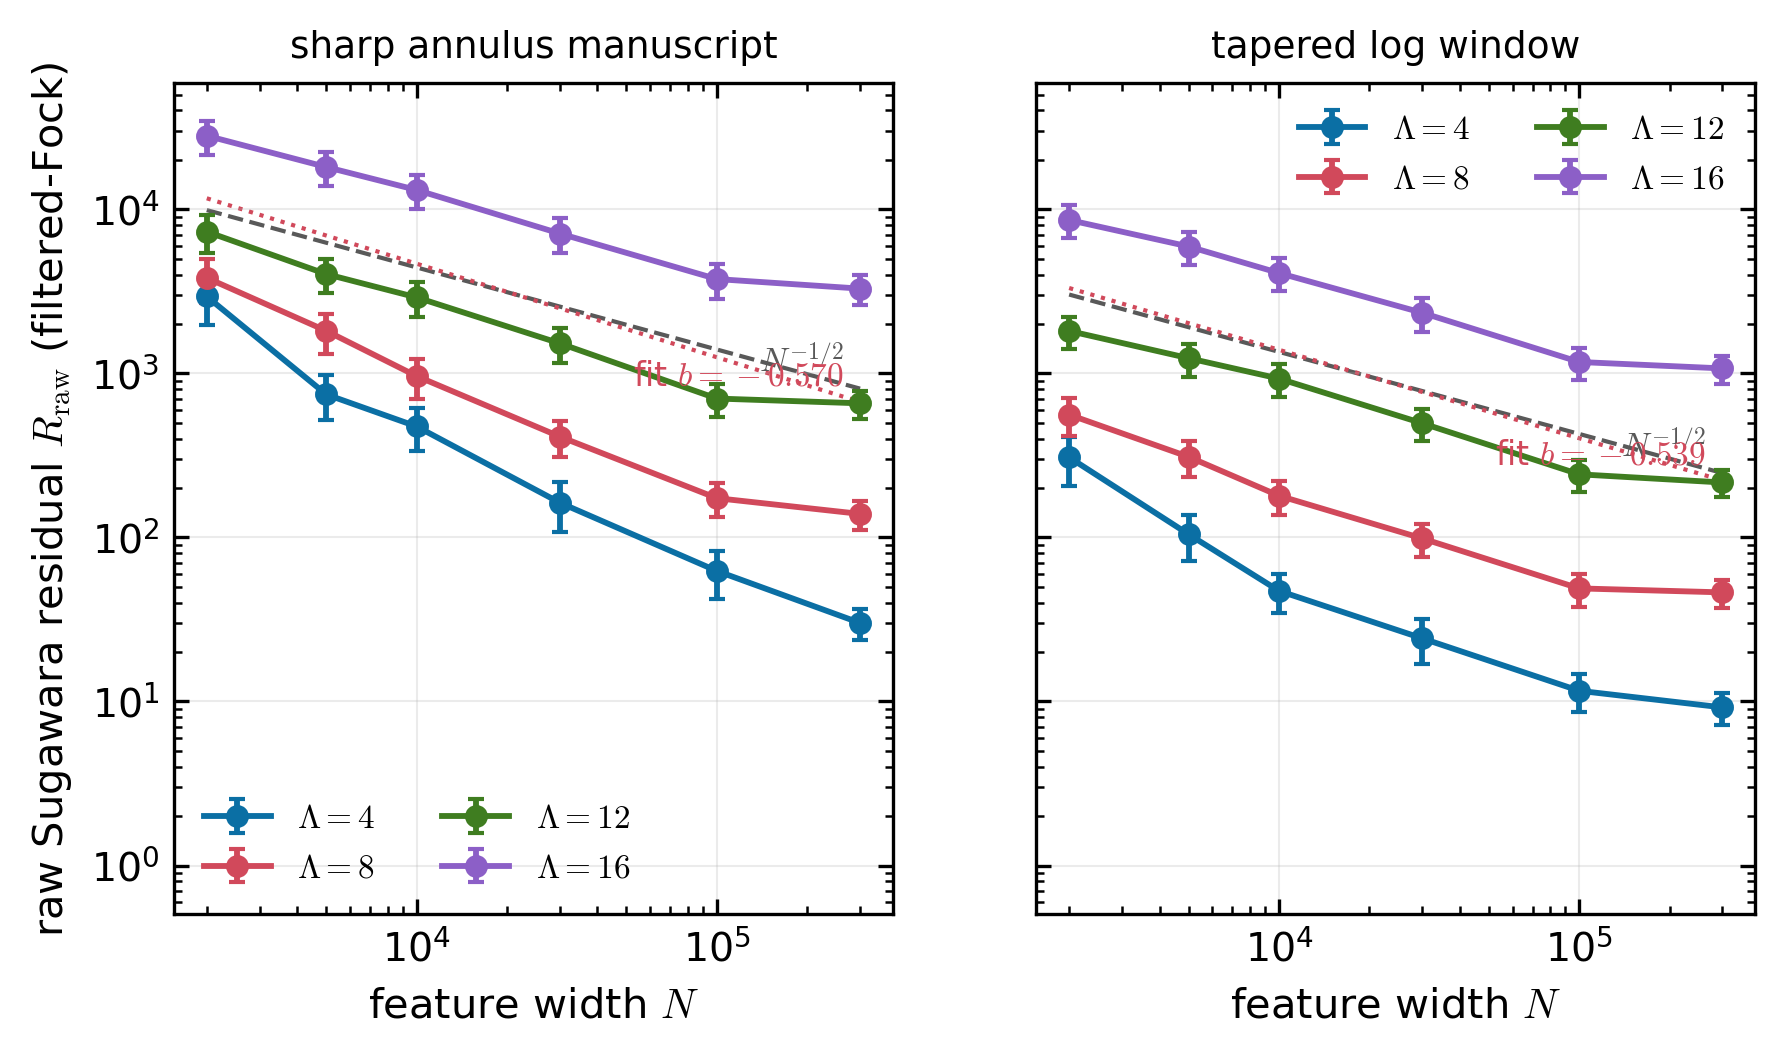 sharp annulus manuscript
raw Sugawara residual R_raw (filtered-Fock)
10^4
10^3
10^2
10^1
10^0
N^{-1/2}
fit b = −0.570
Λ = 4
Λ = 12
Λ = 8
Λ = 16
10^4
10^5
feature width N
tapered log window
Λ = 4
Λ = 12
Λ = 8
Λ = 16
N^{-1/2}
fit b = −0.539
10^4
10^5
feature width N